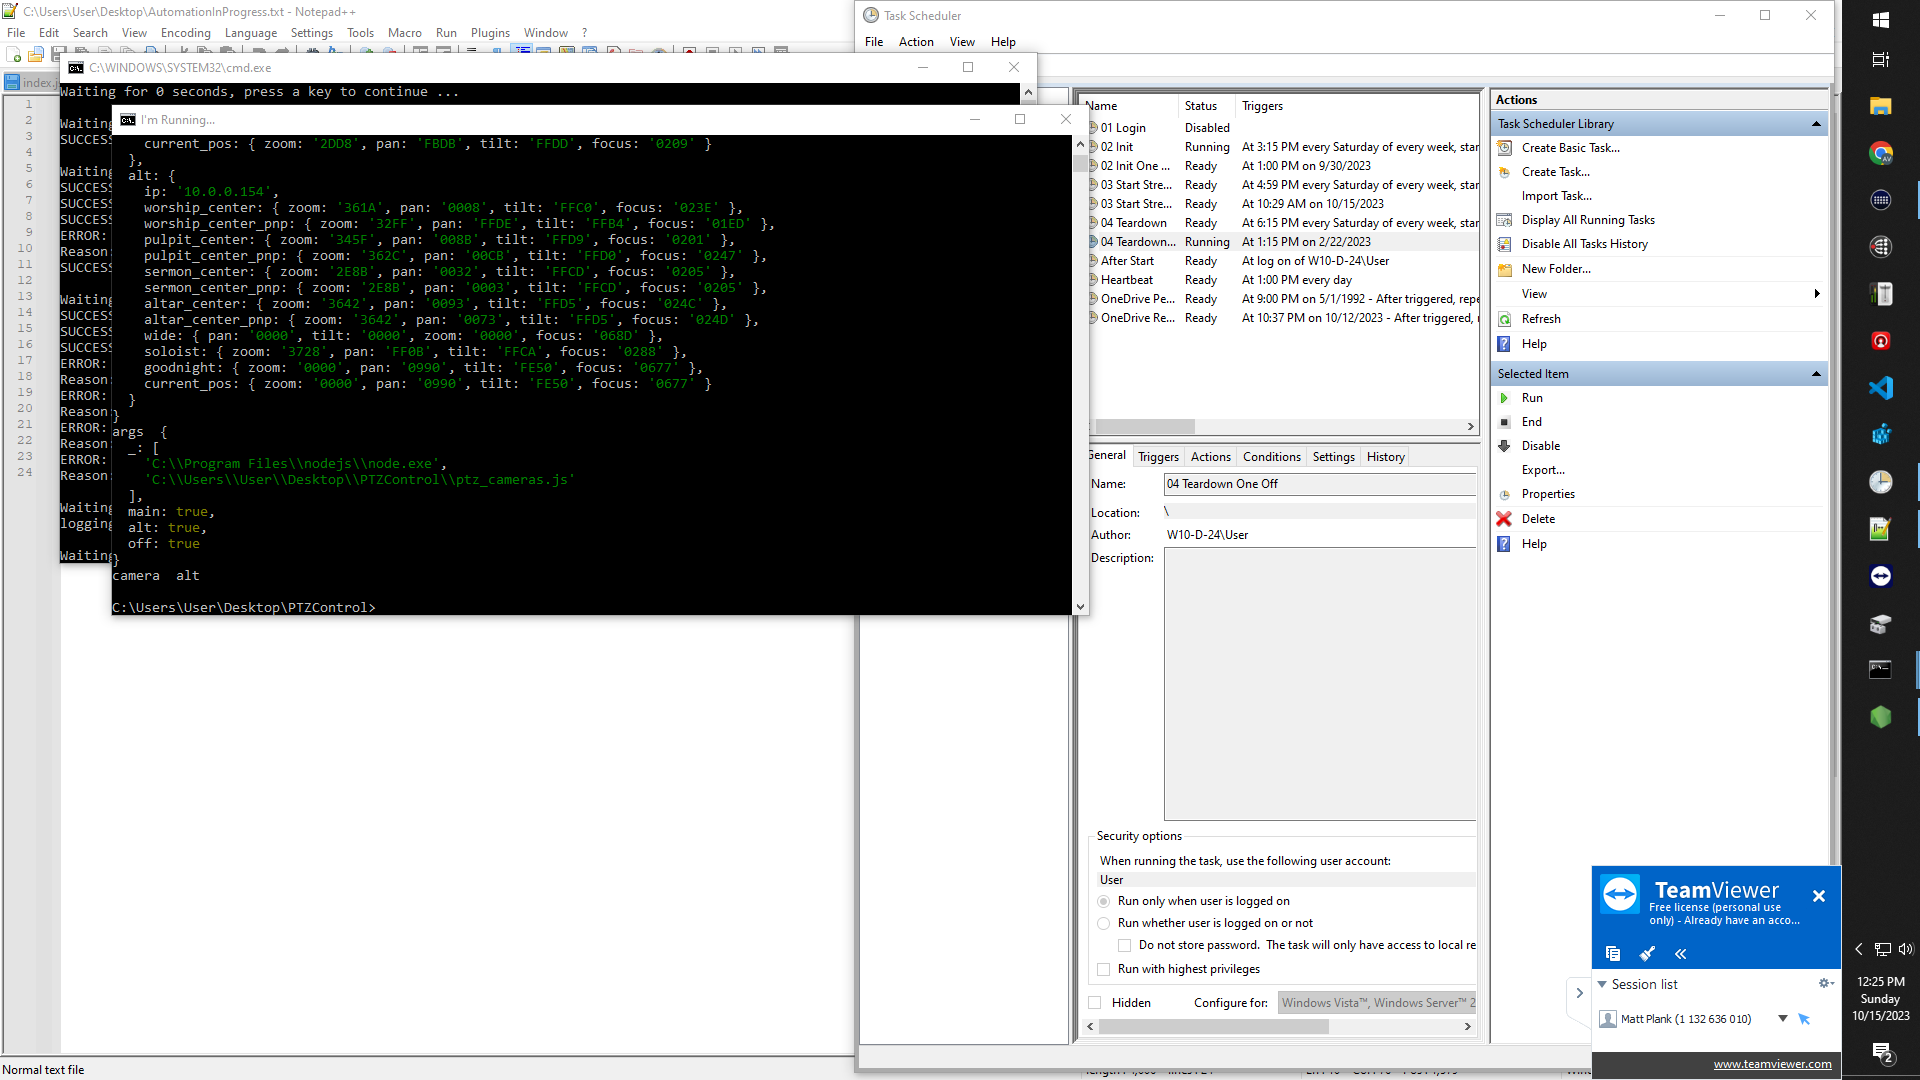 C:\Users\User\Desktop\AutomationInProgress.txt - Notepad++
File Edit Search View Encoding Language Settings Tools Macro Run Plugins Window ?
index.j
1
2
3
4
5
6
7
8
9
10
11
12
13
14
15
16
17
18
19
20
21
22
23
24
C:\WINDOWS\SYSTEM32\cmd.exe
Waiting for 0 seconds, press a key to continue ...
Waiting
SUCCESS
Waiting
SUCCESS
SUCCESS
SUCCESS
ERROR:
Reason:
SUCCESS
Waiting
SUCCESS
SUCCESS
SUCCESS
ERROR:
Reason:
ERROR:
Reason:
ERROR:
Reason:
ERROR:
Reason:
Waiting
logging
Waiting
I'm Running...
current_pos: { zoom: '2DD8', pan: 'FBDB', tilt: 'FFDD', focus: '0209' }
},
alt: {
ip: '10.0.0.154',
worship_center: { zoom: '361A', pan: '0008', tilt: 'FFC0', focus: '023E' },
worship_center_pnp: { zoom: '32FF', pan: 'FFDE', tilt: 'FFB4', focus: '01ED' },
pulpit_center: { zoom: '345F', pan: '008B', tilt: 'FFD9', focus: '0201' },
pulpit_center_pnp: { zoom: '362C', pan: '00CB', tilt: 'FFD0', focus: '0247' },
sermon_center: { zoom: '2E8B', pan: '0032', tilt: 'FFCD', focus: '0205' },
sermon_center_pnp: { zoom: '2E8B', pan: '0003', tilt: 'FFCD', focus: '0205' },
altar_center: { zoom: '3642', pan: '0093', tilt: 'FFD5', focus: '024C' },
altar_center_pnp: { zoom: '3642', pan: '0073', tilt: 'FFD5', focus: '024D' },
wide: { pan: '0000', tilt: '0000', zoom: '0000', focus: '068D' },
soloist: { zoom: '3728', pan: 'FF0B', tilt: 'FFCA', focus: '0288' },
goodnight: { zoom: '0000', pan: '0990', tilt: 'FE50', focus: '0677' },
current_pos: { zoom: '0000', pan: '0990', tilt: 'FE50', focus: '0677' }
}
}
args {
_: [
'C:\\Program Files\\nodejs\\node.exe',
'C:\\Users\\User\\Desktop\\PTZControl\\ptz_cameras.js'
],
main: true,
alt: true,
off: true
}
camera alt
C:\Users\User\Desktop\PTZControl>
Normal text file
Task Scheduler
File Action View Help
Name Status Triggers
01 Login Disabled
02 Init Running At 3:15 PM every Saturday of every week, star
02 Init One ... Ready At 1:00 PM on 9/30/2023
03 Start Stre... Ready At 4:59 PM every Saturday of every week, star
03 Start Stre... Ready At 10:29 AM on 10/15/2023
04 Teardown Ready At 6:15 PM every Saturday of every week, star
04 Teardown... Running At 1:15 PM on 2/22/2023
After Start Ready At log on of W10-D-24\User
Heartbeat Ready At 1:00 PM every day
OneDrive Pe... Ready At 9:00 PM on 5/1/1992 - After triggered, repe
OneDrive Re... Ready At 10:37 PM on 10/12/2023 - After triggered,
General Triggers Actions Conditions Settings History
Name: 04 Teardown One Off
Location: \
Author: W10-D-24\User
Description:
Security options
When running the task, use the following user account:
User
Run only when user is logged on
Run whether user is logged on or not
Do not store password. The task will only have access to local re
Run with highest privileges
Hidden Configure for: Windows Vista™, Windows Server™ 2
Actions
Task Scheduler Library
Create Basic Task...
Create Task...
Import Task...
Display All Running Tasks
Disable All Tasks History
New Folder...
View
Refresh
Help
Selected Item
Run
End
Disable
Export...
Properties
Delete
Help
TeamViewer
Free license (personal use
only) - Already have an acco...
Session list
Matt Plank (1 132 636 010)
www.teamviewer.com
12:25 PM
Sunday
10/15/2023
2